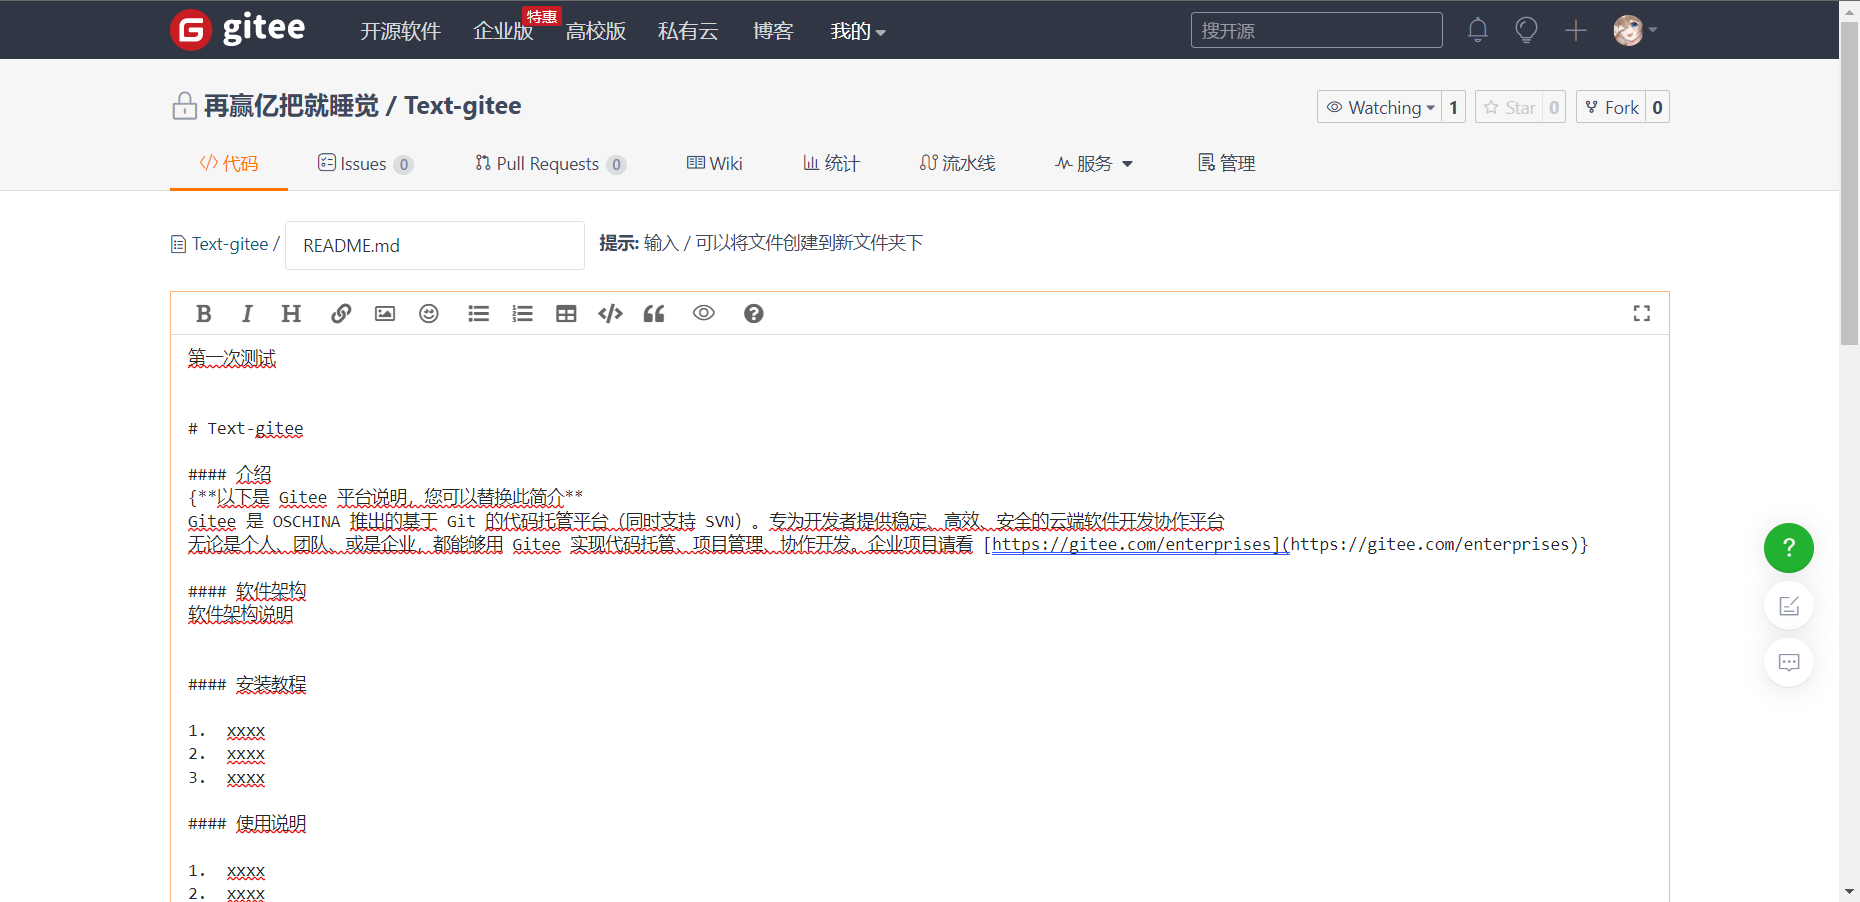 gitee 开源软件 企业版 特惠 高校版 私有云 博客 我的 搜开源
再赢亿把就睡觉 / Text-gitee Watching 1 Star 0 Fork 0
代码 Issues 0 Pull Requests 0 Wiki 统计 流水线 服务 管理
Text-gitee / README.md 提示: 输入 / 可以将文件创建到新文件夹下
B I H
第一次测试
# Text-gitee
#### 介绍
{**以下是 Gitee 平台说明，您可以替换此简介**
Gitee 是 OSCHINA 推出的基于 Git 的代码托管平台（同时支持 SVN）。专为开发者提供稳定、高效、安全的云端软件开发协作平台
无论是个人、团队、或是企业，都能够用 Gitee 实现代码托管、项目管理、协作开发。企业项目请看 [https://gitee.com/enterprises](https://gitee.com/enterprises)}
#### 软件架构
软件架构说明
#### 安装教程
1. xxxx
2. xxxx
3. xxxx
#### 使用说明
1. xxxx
2. xxxx